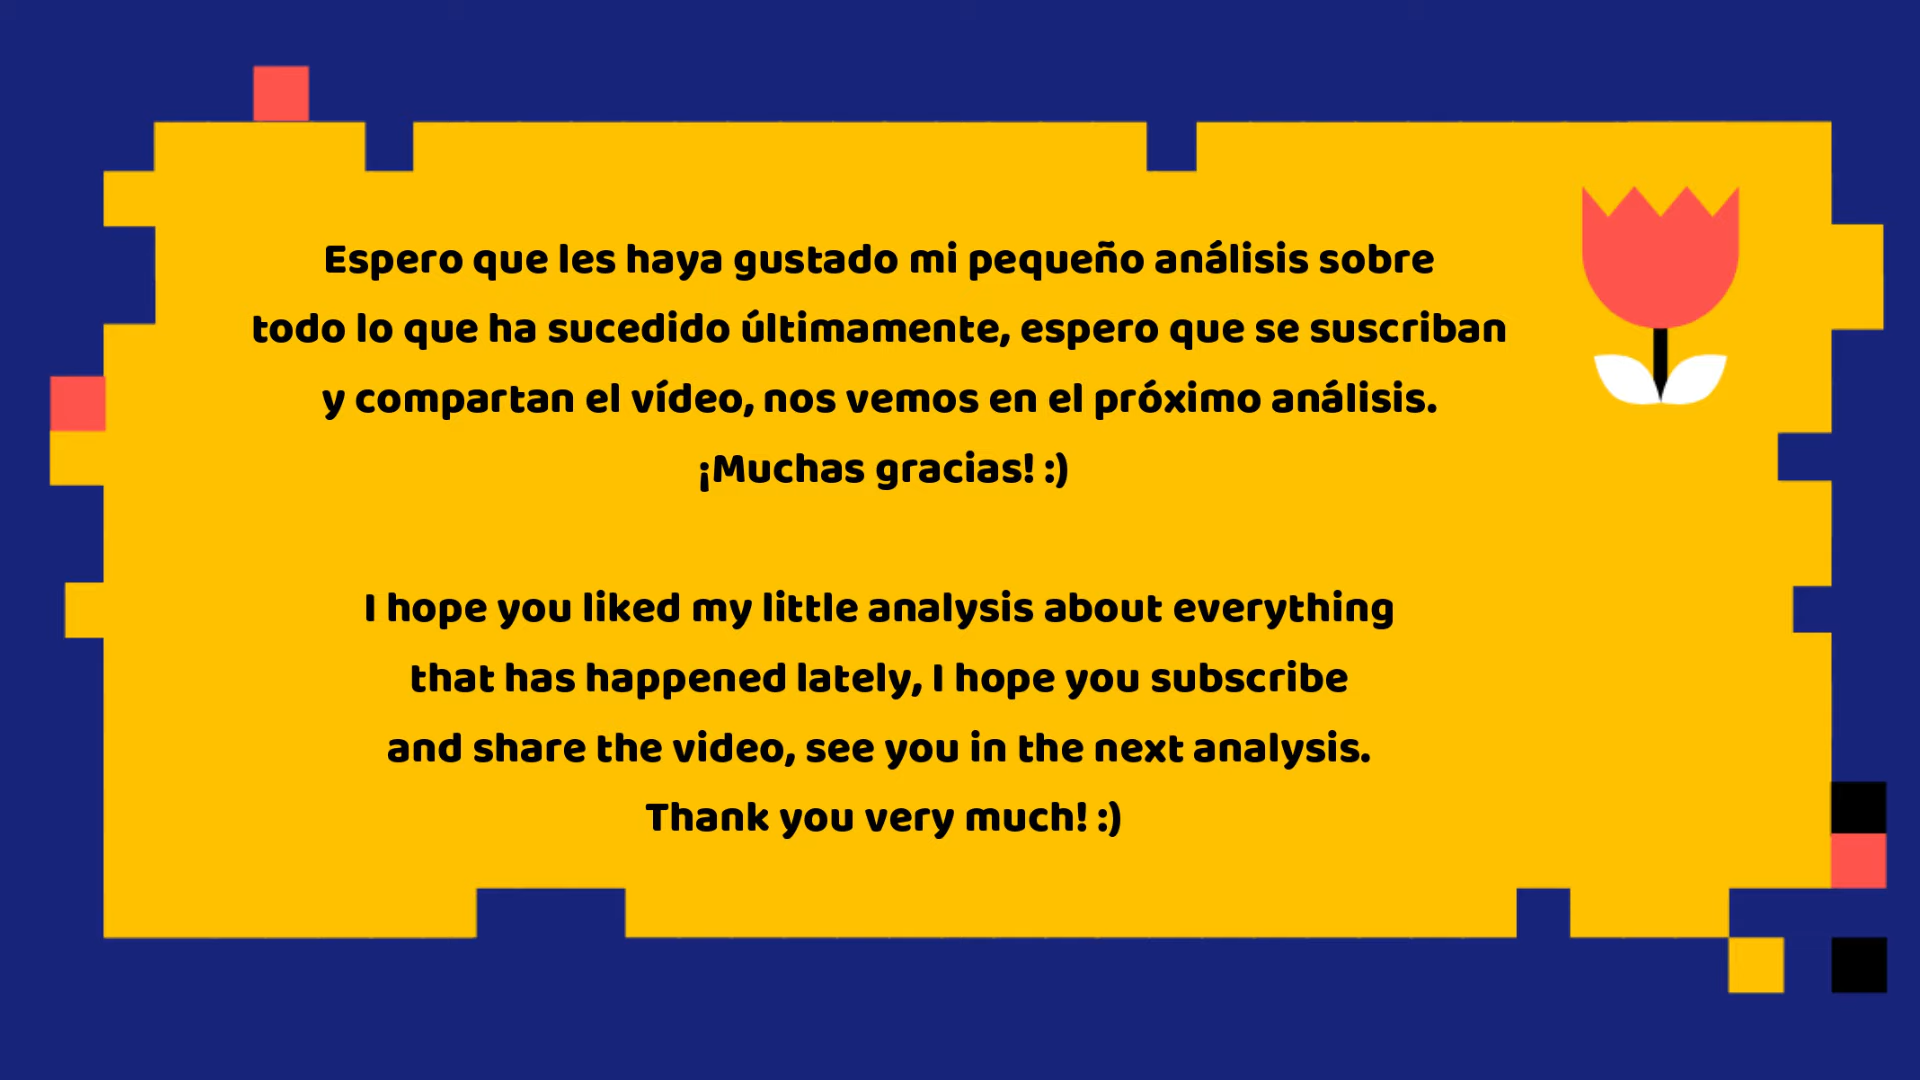 Espero que les haya gustado mi pequeño análisis sobre
todo lo que ha sucedido últimamente, espero que se suscriban
y compartan el vídeo, nos vemos en el próximo análisis.
¡Muchas gracias! :)
I hope you liked my little analysis about everything
that has happened lately, I hope you subscribe
and share the video, see you in the next analysis.
Thank you very much! :)